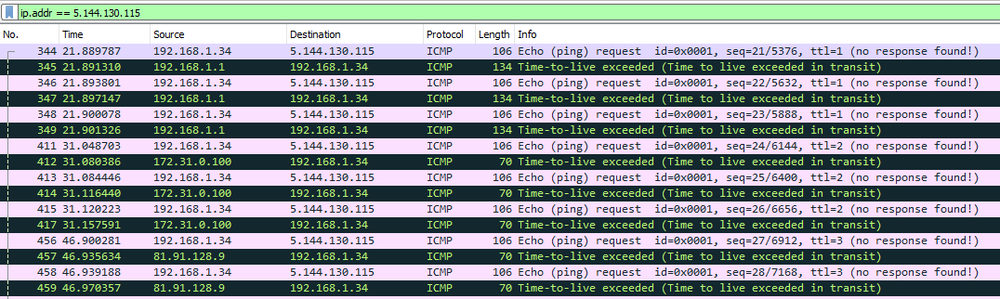 ip.addr == 5.144.130.115
No. Time Source Destination Protocol Length Info
344 21.889787 192.168.1.34 5.144.130.115 ICMP 106 Echo (ping) request id=0x0001, seq=21/5376, ttl=1 (no response found!)
345 21.891310 192.168.1.1 192.168.1.34 ICMP 134 Time-to-live exceeded (Time to live exceeded in transit)
346 21.893801 192.168.1.34 5.144.130.115 ICMP 106 Echo (ping) request id=0x0001, seq=22/5632, ttl=1 (no response found!)
347 21.897147 192.168.1.1 192.168.1.34 ICMP 134 Time-to-live exceeded (Time to live exceeded in transit)
348 21.900078 192.168.1.34 5.144.130.115 ICMP 106 Echo (ping) request id=0x0001, seq=23/5888, ttl=1 (no response found!)
349 21.901326 192.168.1.1 192.168.1.34 ICMP 134 Time-to-live exceeded (Time to live exceeded in transit)
411 31.048703 192.168.1.34 5.144.130.115 ICMP 106 Echo (ping) request id=0x0001, seq=24/6144, ttl=2 (no response found!)
412 31.080386 172.31.0.100 192.168.1.34 ICMP 70 Time-to-live exceeded (Time to live exceeded in transit)
413 31.084446 192.168.1.34 5.144.130.115 ICMP 106 Echo (ping) request id=0x0001, seq=25/6400, ttl=2 (no response found!)
414 31.116440 172.31.0.100 192.168.1.34 ICMP 70 Time-to-live exceeded (Time to live exceeded in transit)
415 31.120223 192.168.1.34 5.144.130.115 ICMP 106 Echo (ping) request id=0x0001, seq=26/6656, ttl=2 (no response found!)
417 31.157591 172.31.0.100 192.168.1.34 ICMP 70 Time-to-live exceeded (Time to live exceeded in transit)
456 46.900281 192.168.1.34 5.144.130.115 ICMP 106 Echo (ping) request id=0x0001, seq=27/6912, ttl=3 (no response found!)
457 46.935634 81.91.128.9 192.168.1.34 ICMP 70 Time-to-live exceeded (Time to live exceeded in transit)
458 46.939188 192.168.1.34 5.144.130.115 ICMP 106 Echo (ping) request id=0x0001, seq=28/7168, ttl=3 (no response found!)
459 46.970357 81.91.128.9 192.168.1.34 ICMP 70 Time-to-live exceeded (Time to live exceeded in transit)